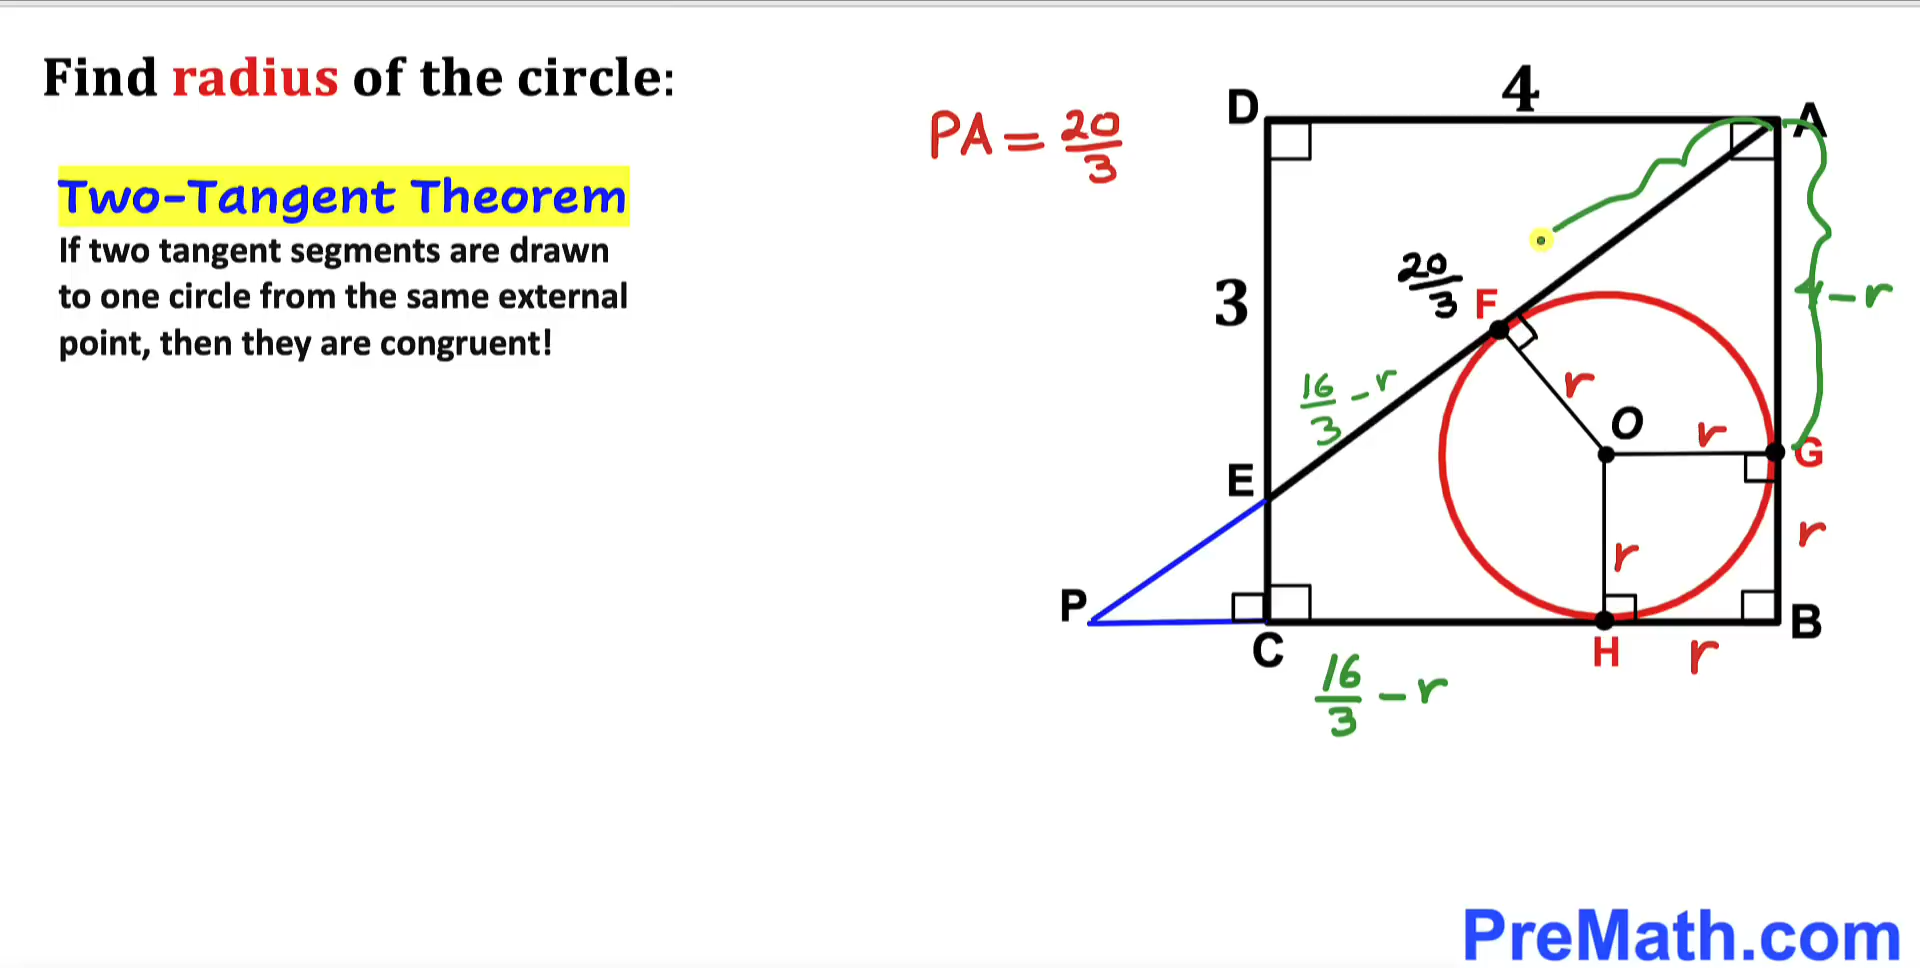 Find radius of the circle:
Two-Tangent Theorem
If two tangent segments are drawn
to one circle from the same external
point, then they are congruent!
PA = 20/3
D
4
A
3
20/3
F
4-r
16/3 - r
r
O
r
G
E
r
r
P
C
H
r
B
16/3 - r
PreMath.com